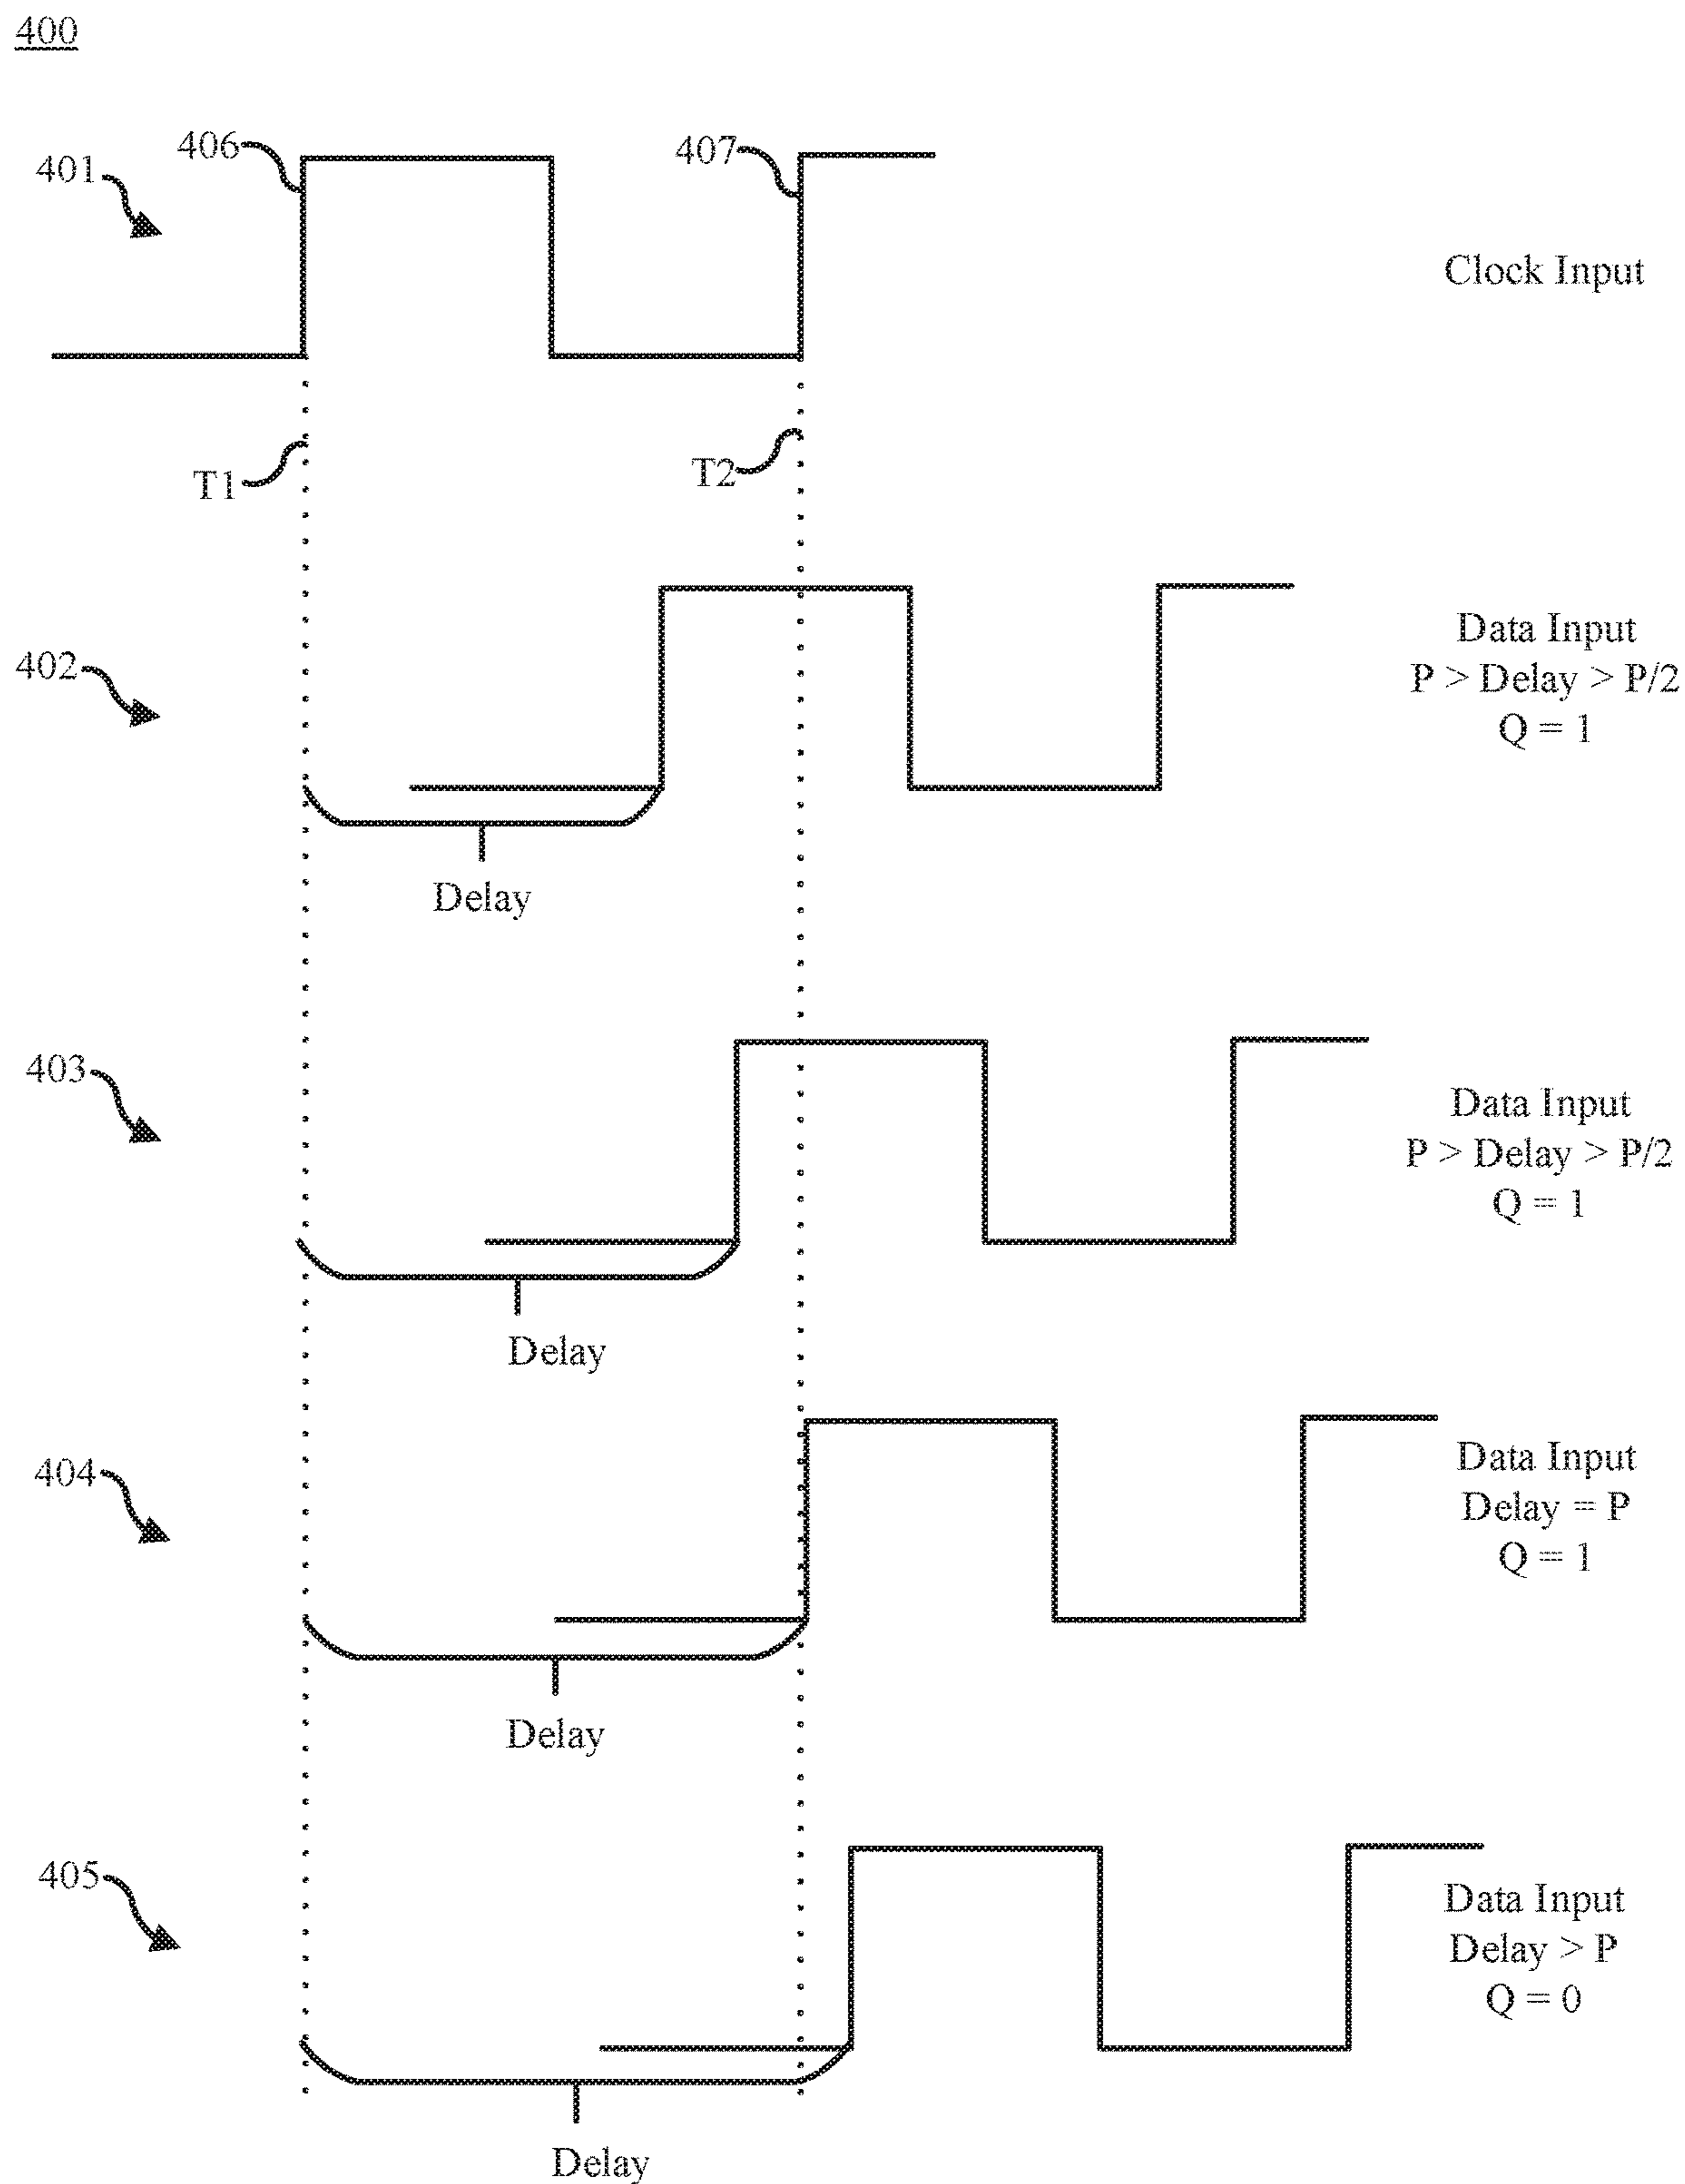 400
406
407
401
Clock Input
T1
T2
402
Data Input
P > Delay > P/2
Q = 1
Delay
403
Data Input
P > Delay > P/2
Q = 1
Delay
404
Data Input
Delay = P
Q = 1
Delay
405
Data Input
Delay > P
Q = 0
Delay